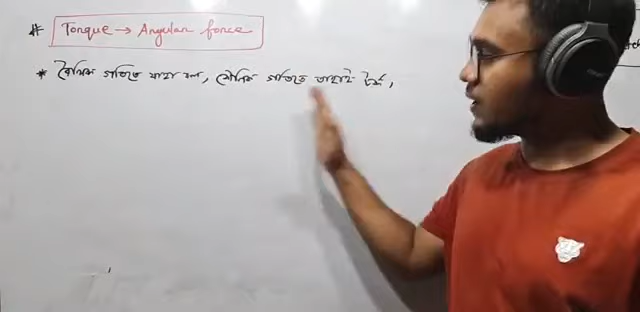 # Torque → Angular force
* রৈখিক গতিতে যাহা বল, কৌনিক গতিতে তাহাই টর্ক,